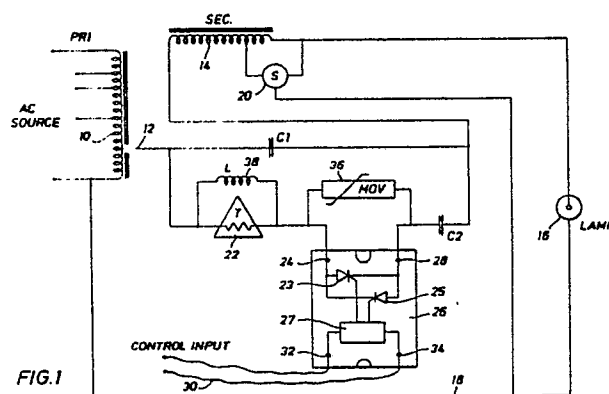 SEC.
PRI
14
S
20
AC
SOURCE
10
12
C1
L
38
36
MOV
T
22
C2
16
LAMP
24
28
23
25
26
27
CONTROL INPUT
32
34
30
FIG.1
18